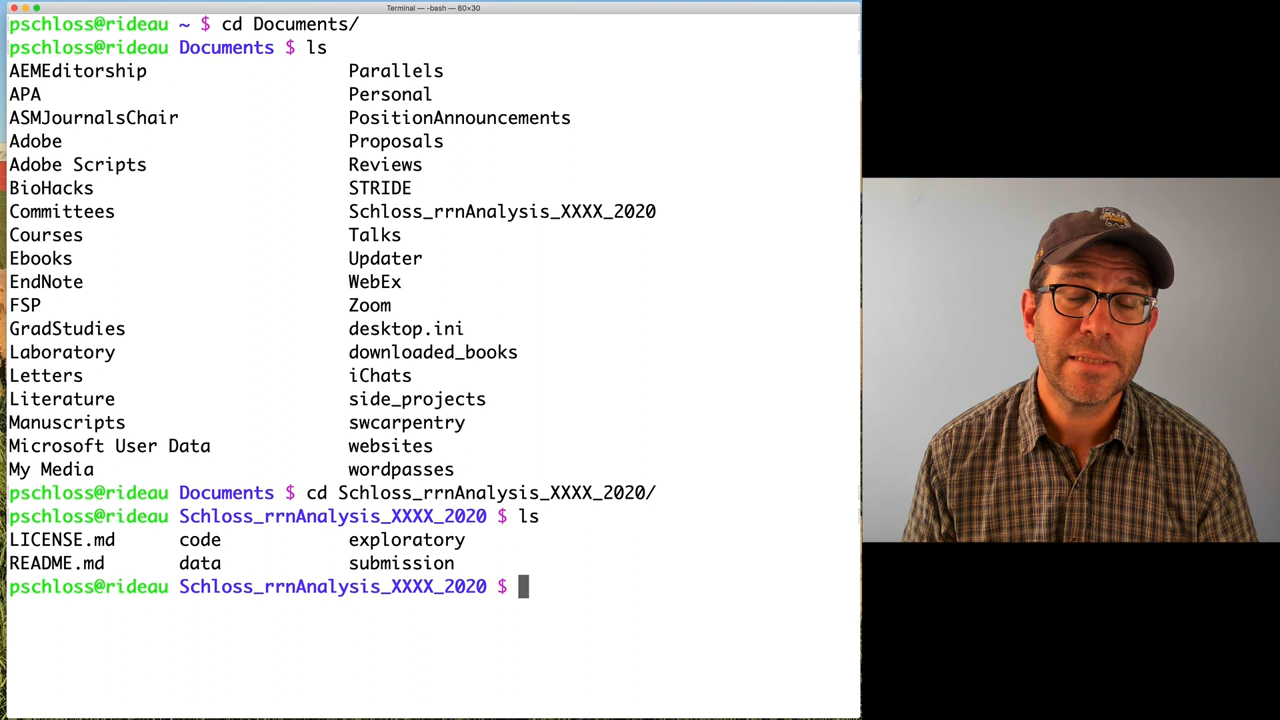 Terminal — -bash — 80×30
pschloss@rideau ~ $ cd Documents/
pschloss@rideau Documents $ ls
AEMEditorship Parallels
APA Personal
ASMJournalsChair PositionAnnouncements
Adobe Proposals
Adobe Scripts Reviews
BioHacks STRIDE
Committees Schloss_rrnAnalysis_XXXX_2020
Courses Talks
Ebooks Updater
EndNote WebEx
FSP Zoom
GradStudies desktop.ini
Laboratory downloaded_books
Letters iChats
Literature side_projects
Manuscripts swcarpentry
Microsoft User Data websites
My Media wordpasses
pschloss@rideau Documents $ cd Schloss_rrnAnalysis_XXXX_2020/
pschloss@rideau Schloss_rrnAnalysis_XXXX_2020 $ ls
LICENSE.md code exploratory
README.md data submission
pschloss@rideau Schloss_rrnAnalysis_XXXX_2020 $